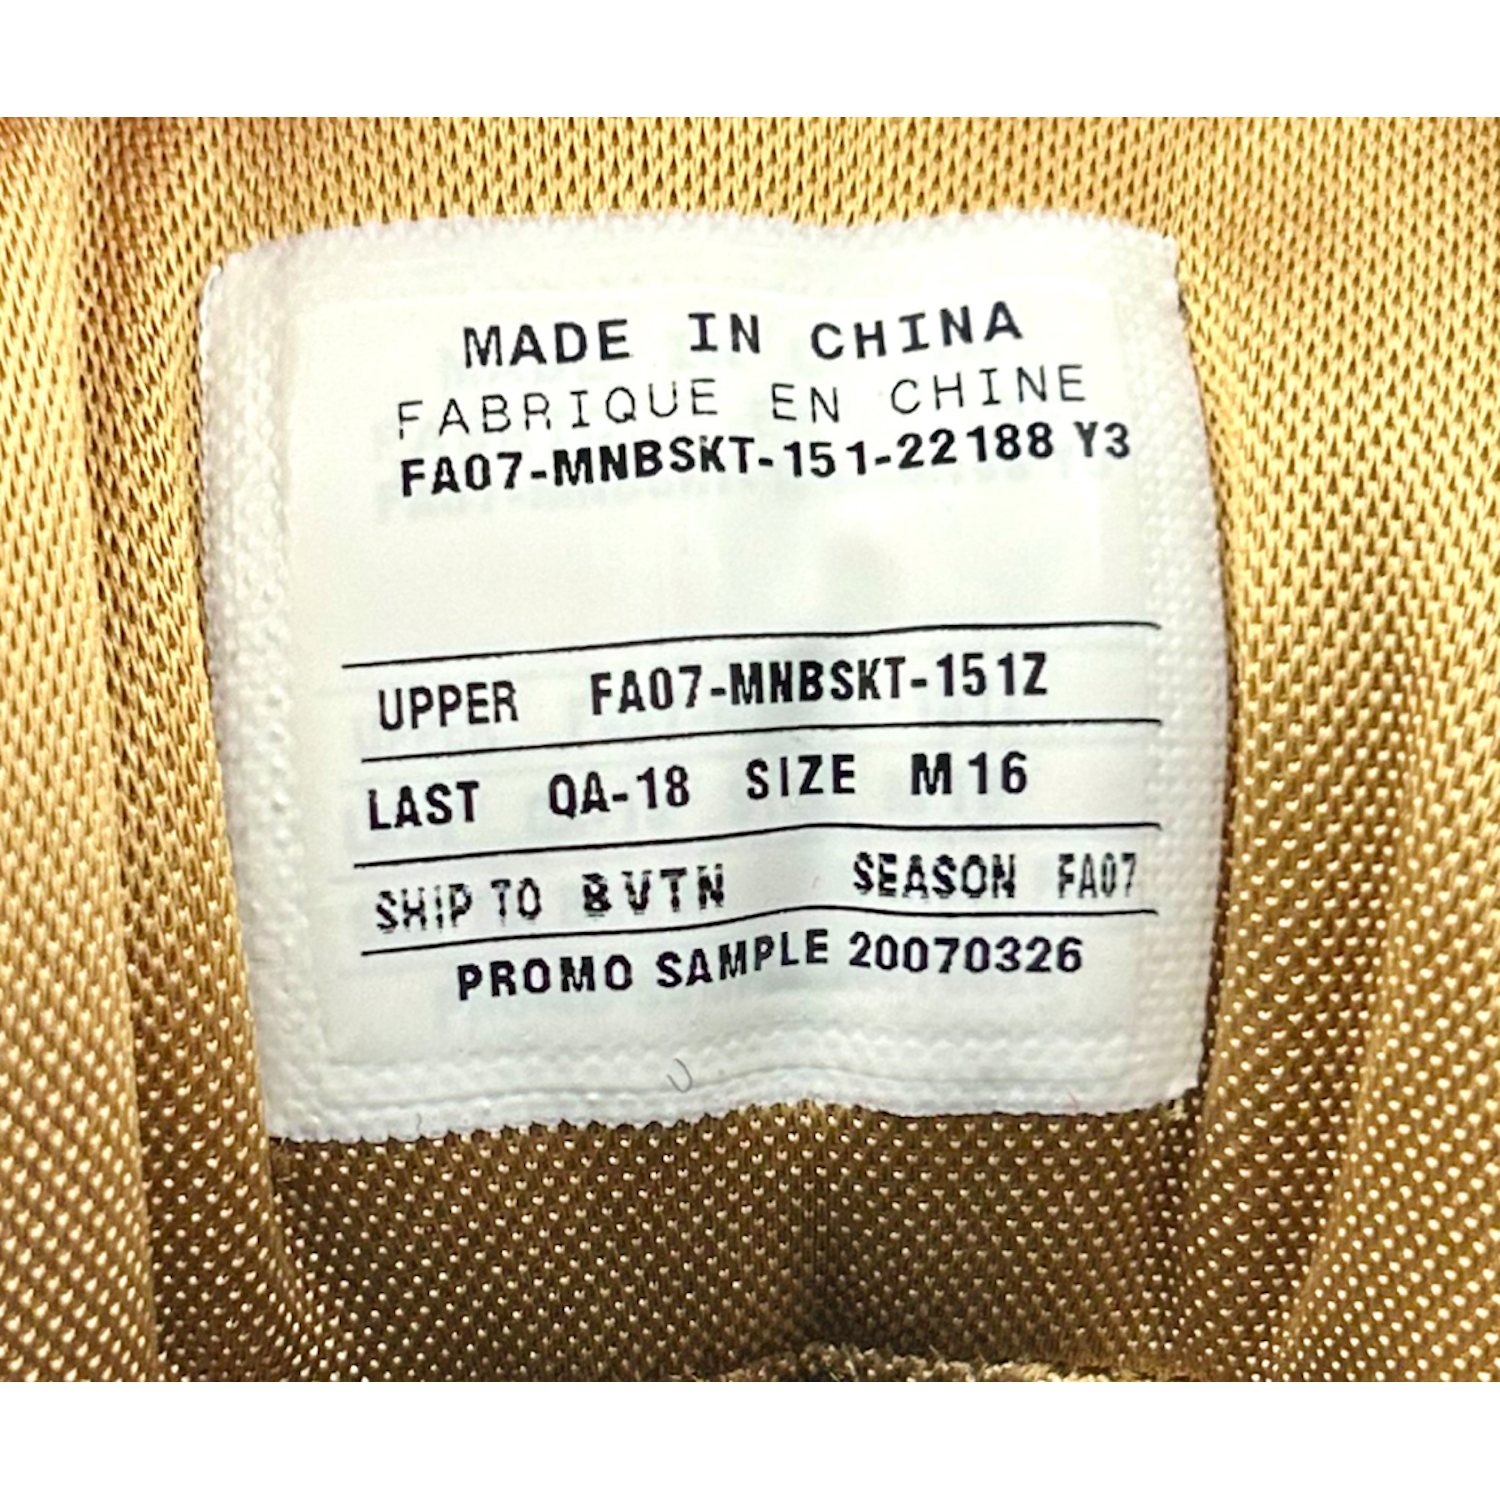 MADE IN CHINA
FABRIQUE EN CHINE
FA07-MNBSKT-151-22188 Y3
UPPER FA07-MNBSKT-151Z
LAST QA-18 SIZE M 16
SHIP TO BVTN SEASON FA07
PROMO SAMPLE 20070326